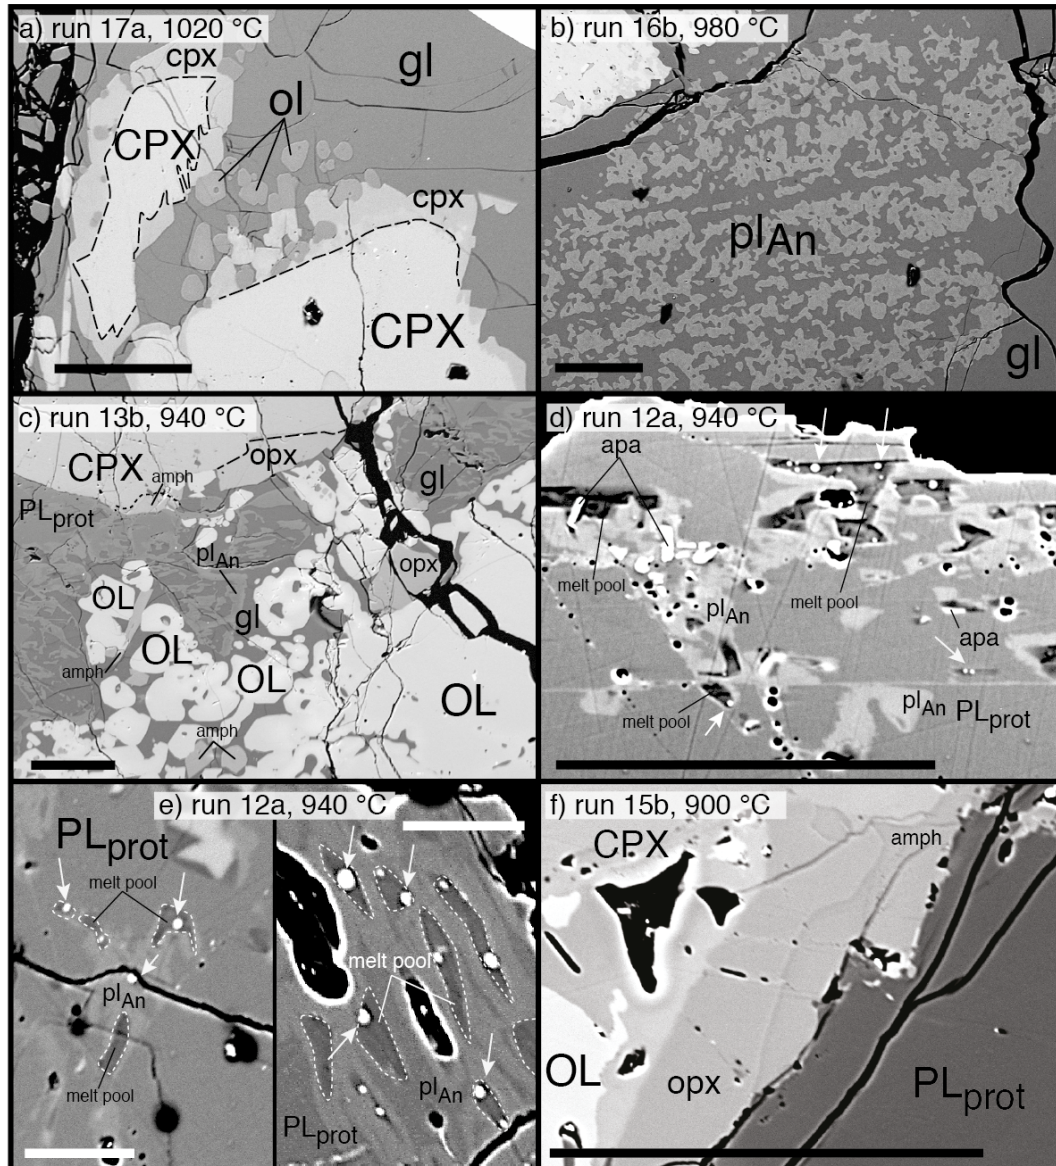 a) run 17a, 1020 °C
cpx
gl
CPX
ol
cpx
CPX
b) run 16b, 980 °C
plAn
gl
c) run 13b, 940 °C
CPX
opx
amph
gl
PLprot
plAn
opx
OL
gl
OL
amph
OL
OL
amph
d) run 12a, 940 °C
apa
melt pool
melt pool
plAn
apa
melt pool
plAn PLprot
e) run 12a, 940 °C
PLprot
melt pool
plAn
melt pool
melt pool
plAn
PLprot
f) run 15b, 900 °C
CPX
amph
OL
opx
PLprot